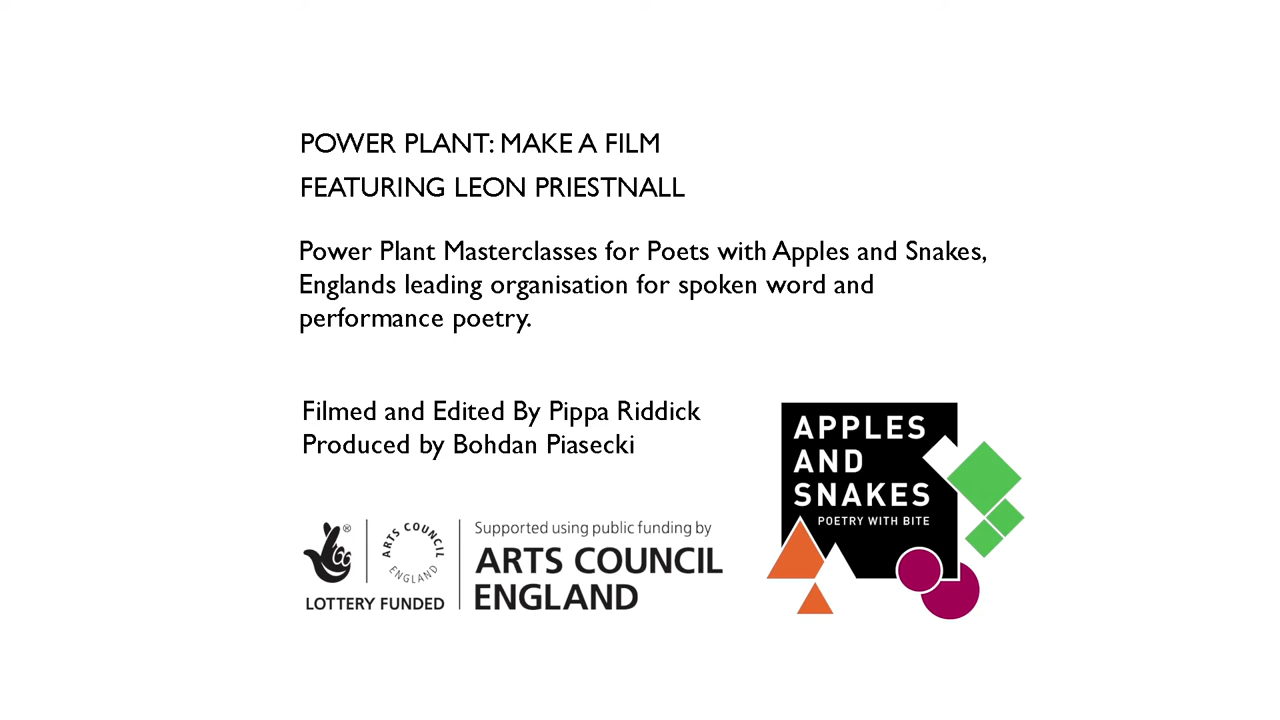 POWER PLANT: MAKE A FILM
FEATURING LEON PRIESTNALL
Power Plant Masterclasses for Poets with Apples and Snakes,
Englands leading organisation for spoken word and
performance poetry.
Filmed and Edited By Pippa Riddick
Produced by Bohdan Piasecki
APPLES
AND
SNAKES
POETRY WITH BITE
®
ARTS COUNCIL
ENGLAND
LOTTERY FUNDED
Supported using public funding by
ARTS COUNCIL
ENGLAND